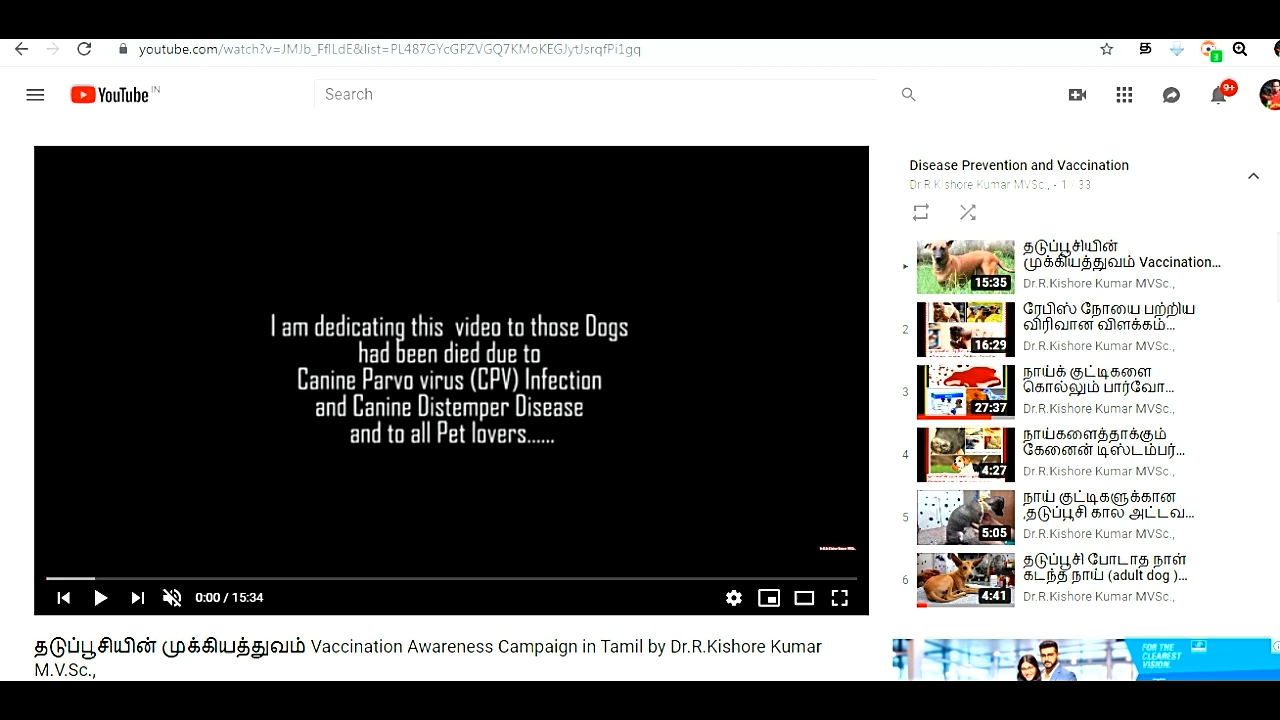 youtube.com/watch?v=JMJb_FflLdE&list=PL487GYcGPZVGQ7KMoKEGJytJsrqfPi1gq
3
YouTube IN
Search
9+
I am dedicating this video to those Dogs
had been died due to
Canine Parvo virus (CPV) Infection
and Canine Distemper Disease
and to all Pet lovers......
0:00 / 15:34
தடுப்பூசியின் முக்கியத்துவம் Vaccination Awareness Campaign in Tamil by Dr.R.Kishore Kumar
M.V.Sc.,
Disease Prevention and Vaccination
Dr.R.Kishore Kumar MVSc., - 1 / 33
தடுப்பூசியின்
முக்கியத்துவம் Vaccination...
15:35
Dr.R.Kishore Kumar MVSc.,
2
ரேபிஸ் நோயை பற்றிய
விரிவான விளக்கம்...
16:29
Dr.R.Kishore Kumar MVSc.,
3
நாய்க் குட்டிகளை
கொல்லும் பார்வோ...
27:37
Dr.R.Kishore Kumar MVSc.,
4
நாய்களைத்தாக்கும்
கேனைன் டிஸ்டம்பர்...
4:27
Dr.R.Kishore Kumar MVSc.,
5
நாய் குட்டிகளுக்கான
தடுப்பூசி கால அட்டவ...
5:05
Dr.R.Kishore Kumar MVSc.,
6
தடுப்பூசி போடாத நாள்
கடந்த நாய் (adult dog )...
4:41
Dr.R.Kishore Kumar MVSc.,
FOR THE
CLEAREST
VISION.